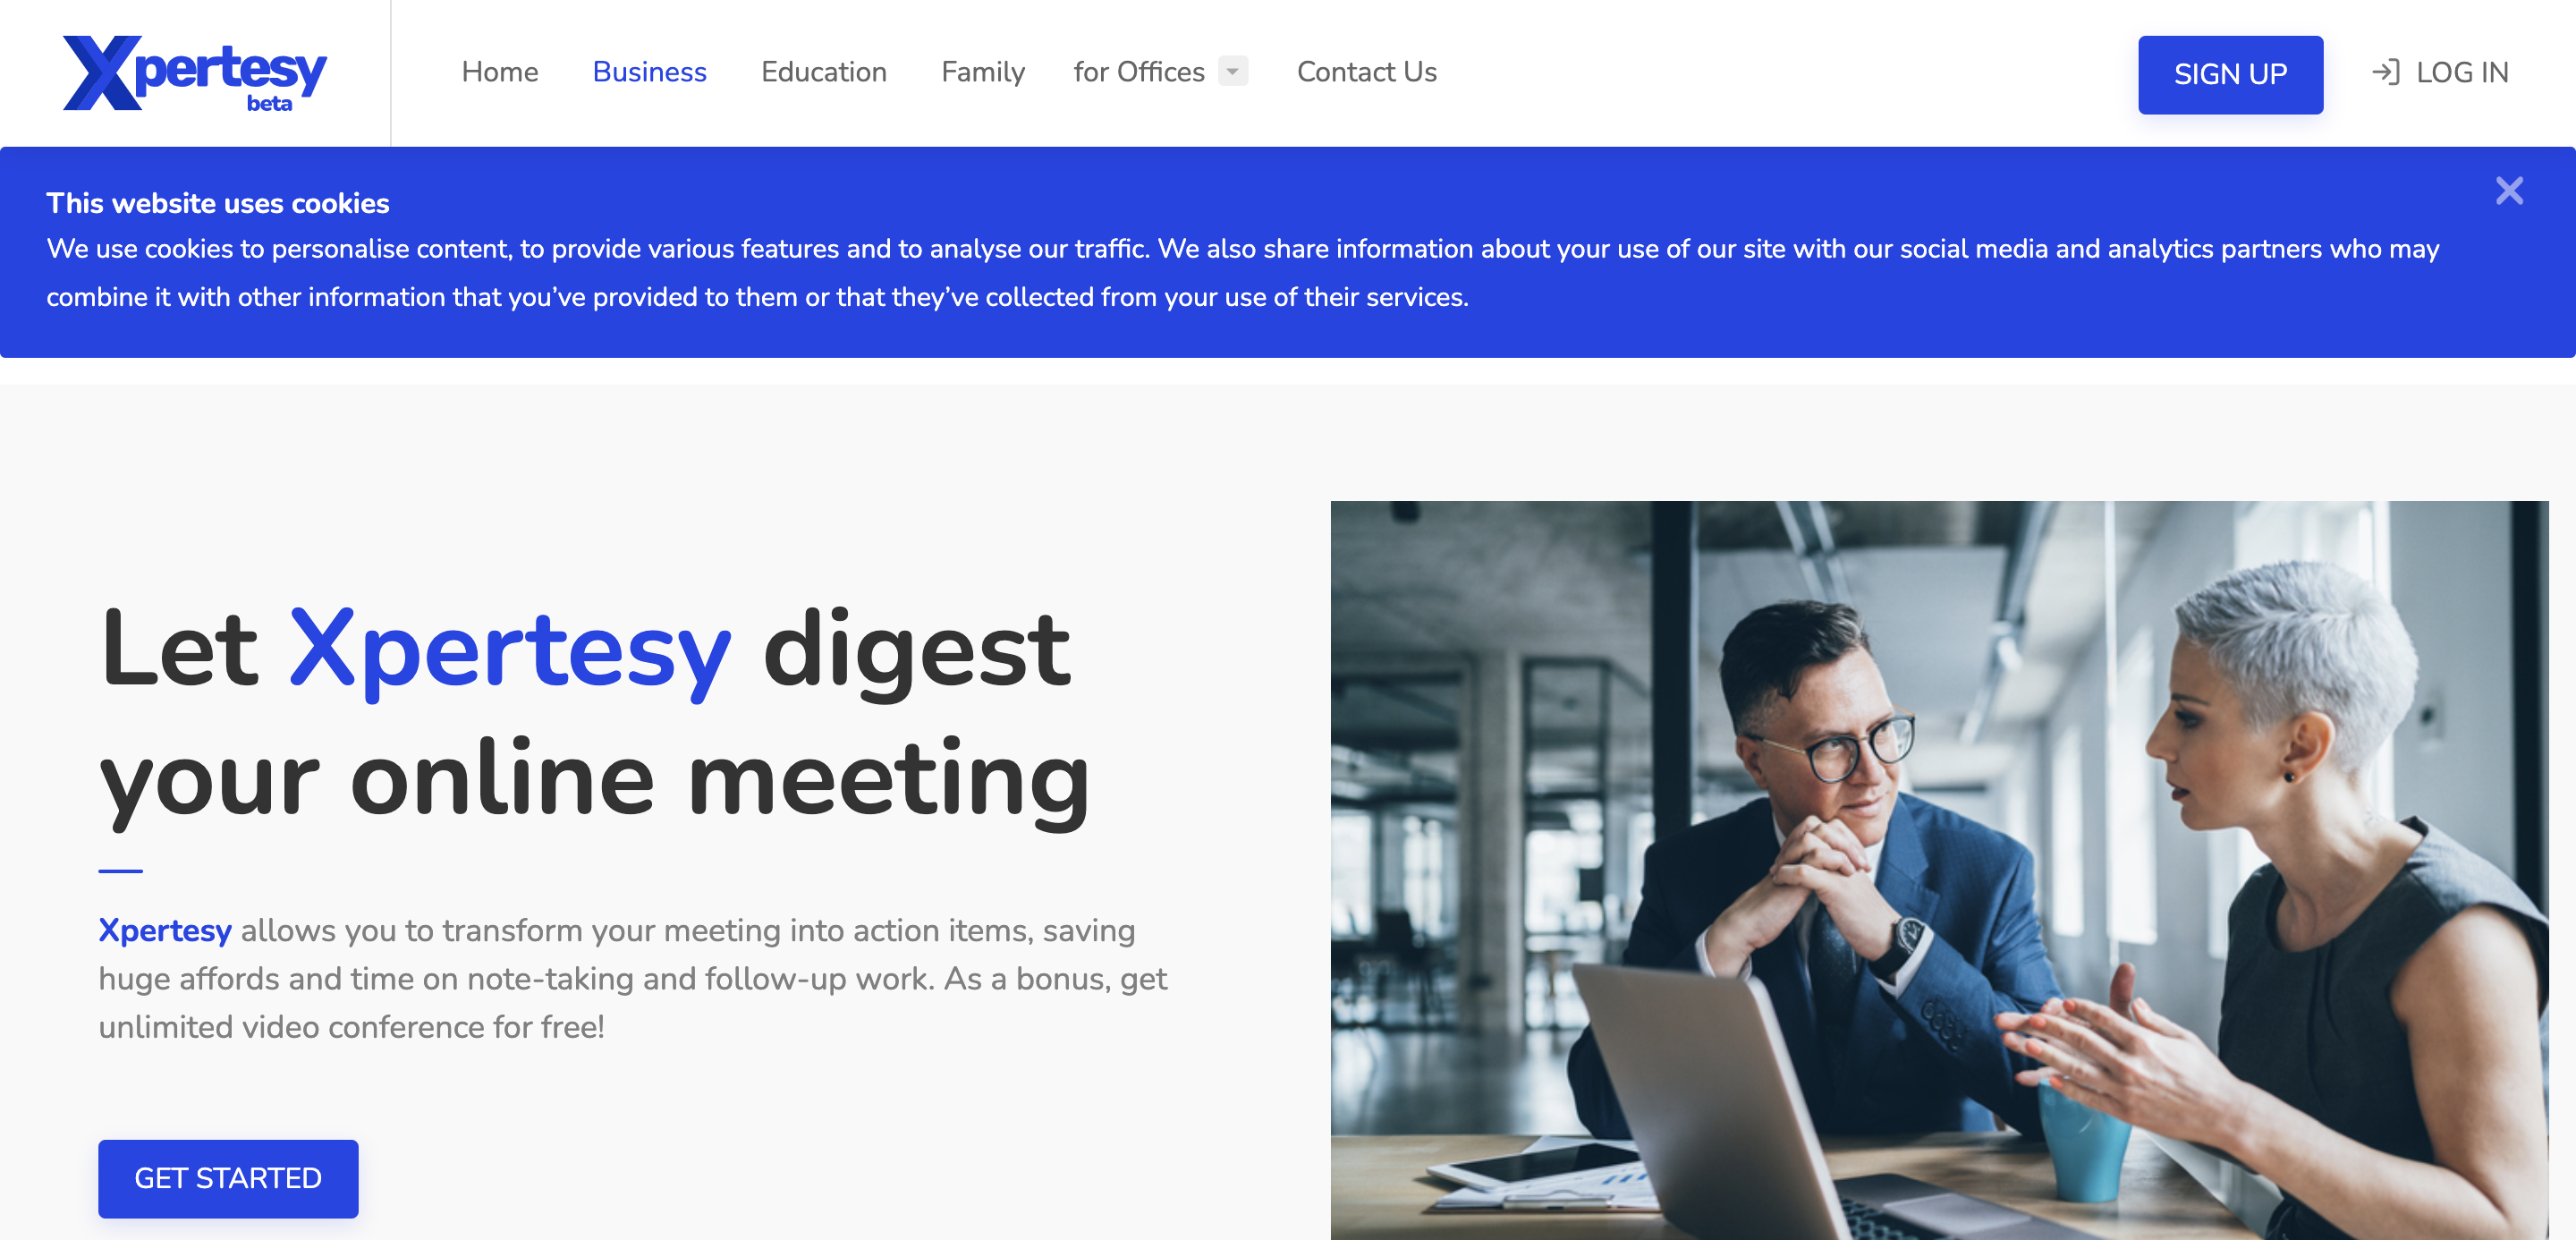 Xpertesy
beta
Home Business Education Family for Offices Contact Us SIGN UP LOG IN
This website uses cookies
We use cookies to personalise content, to provide various features and to analyse our traffic. We also share information about your use of our site with our social media and analytics partners who may
combine it with other information that you’ve provided to them or that they’ve collected from your use of their services.
Let Xpertesy digest
your online meeting
Xpertesy allows you to transform your meeting into action items, saving
huge affords and time on note-taking and follow-up work. As a bonus, get
unlimited video conference for free!
GET STARTED